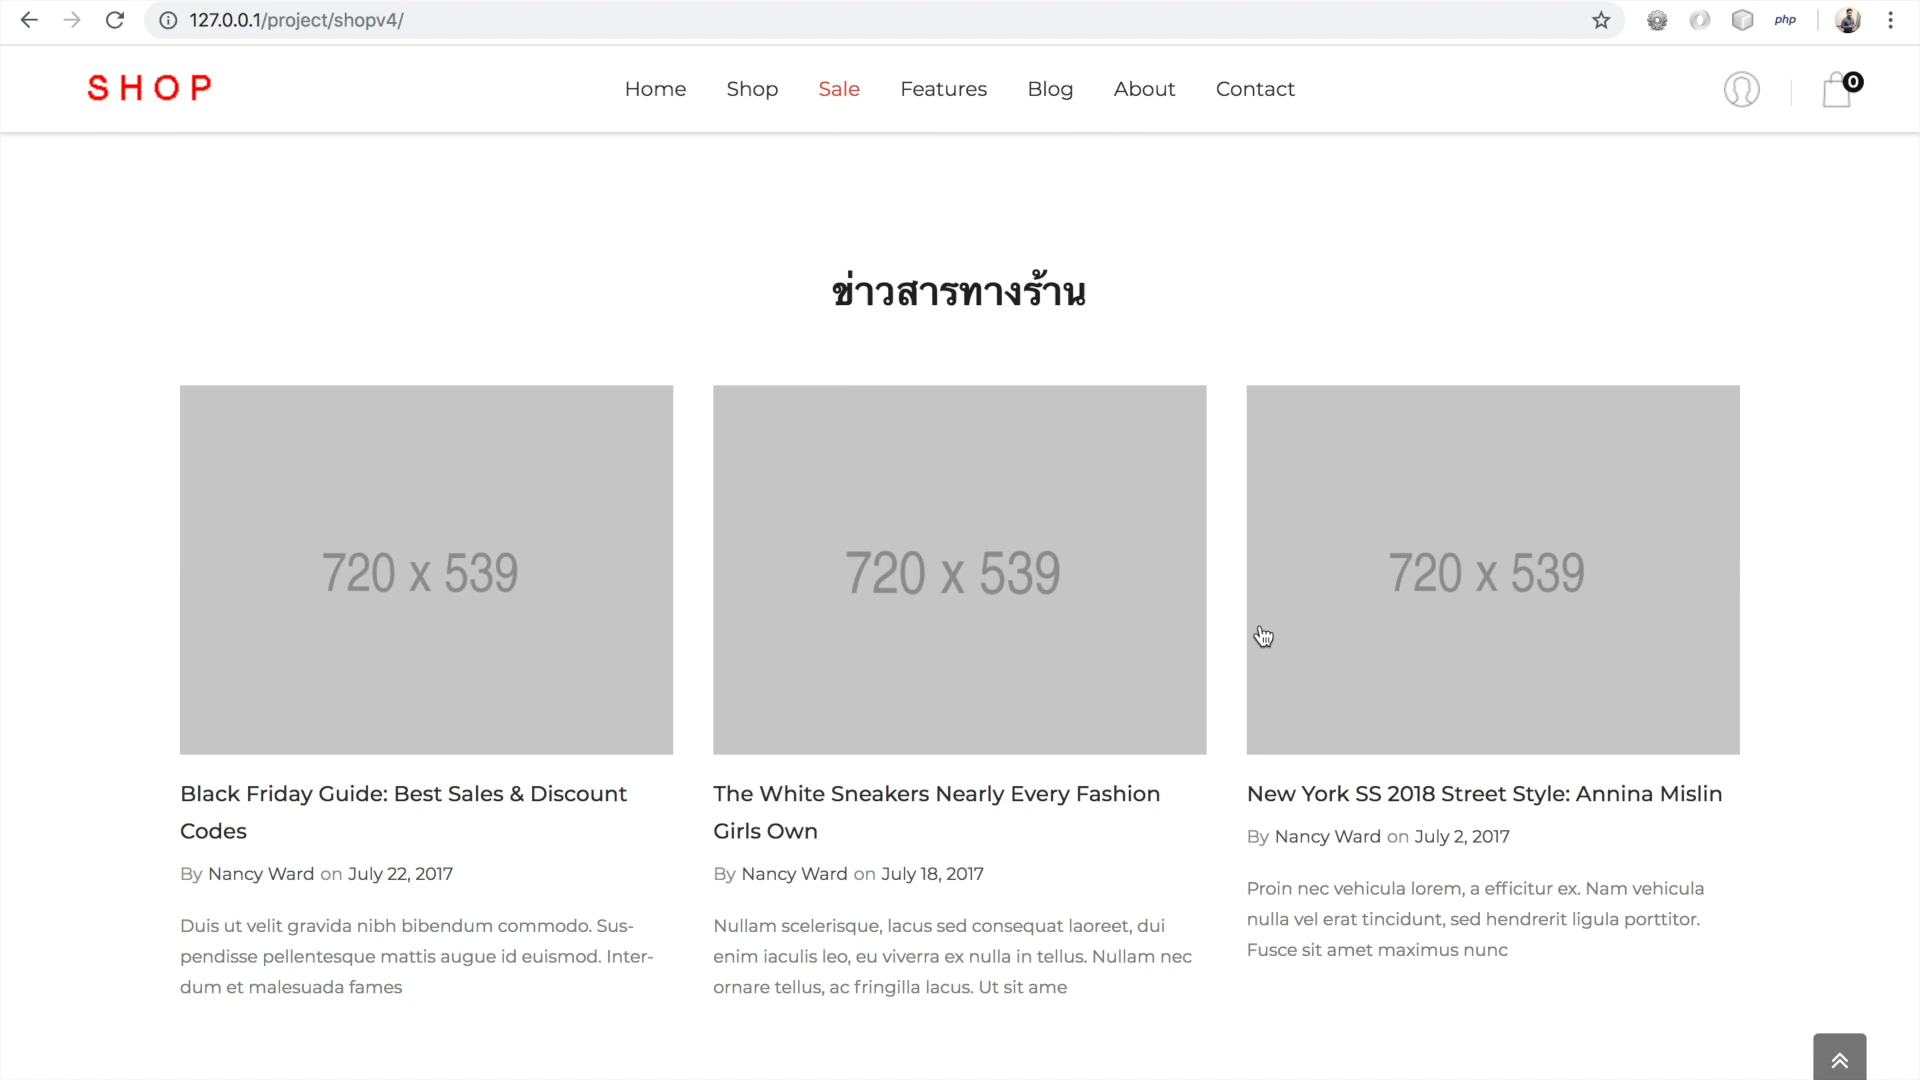 127.0.0.1/project/shopv4/
php
SHOP
Home Shop Sale Features Blog About Contact
0
ข่าวสารทางร้าน
720 x 539
720 x 539
720 x 539
Black Friday Guide: Best Sales & Discount
Codes
By Nancy Ward on July 22, 2017
Duis ut velit gravida nibh bibendum commodo. Sus-
pendisse pellentesque mattis augue id euismod. Inter-
dum et malesuada fames
The White Sneakers Nearly Every Fashion
Girls Own
By Nancy Ward on July 18, 2017
Nullam scelerisque, lacus sed consequat laoreet, dui
enim iaculis leo, eu viverra ex nulla in tellus. Nullam nec
ornare tellus, ac fringilla lacus. Ut sit ame
New York SS 2018 Street Style: Annina Mislin
By Nancy Ward on July 2, 2017
Proin nec vehicula lorem, a efficitur ex. Nam vehicula
nulla vel erat tincidunt, sed hendrerit ligula porttitor.
Fusce sit amet maximus nunc